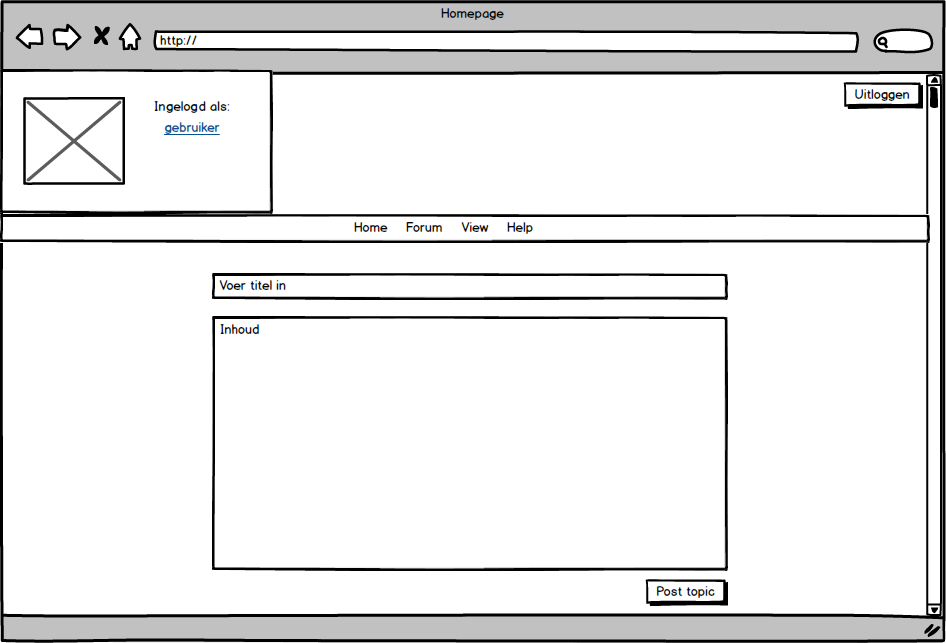 Homepage
http://
Ingelogd als:
gebruiker
Uitloggen
Home Forum View Help
Voer titel in
Inhoud
Post topic